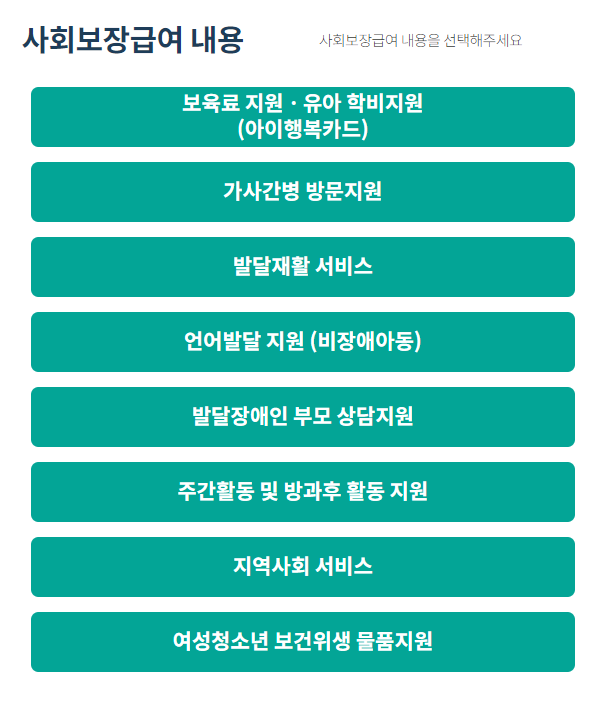 사회보장급여 내용
사회보장급여 내용을 선택해주세요
보육료 지원 · 유아 학비지원
(아이행복카드)
가사간병 방문지원
발달재활 서비스
언어발달 지원 (비장애아동)
발달장애인 부모 상담지원
주간활동 및 방과후 활동 지원
지역사회 서비스
여성청소년 보건위생 물품지원